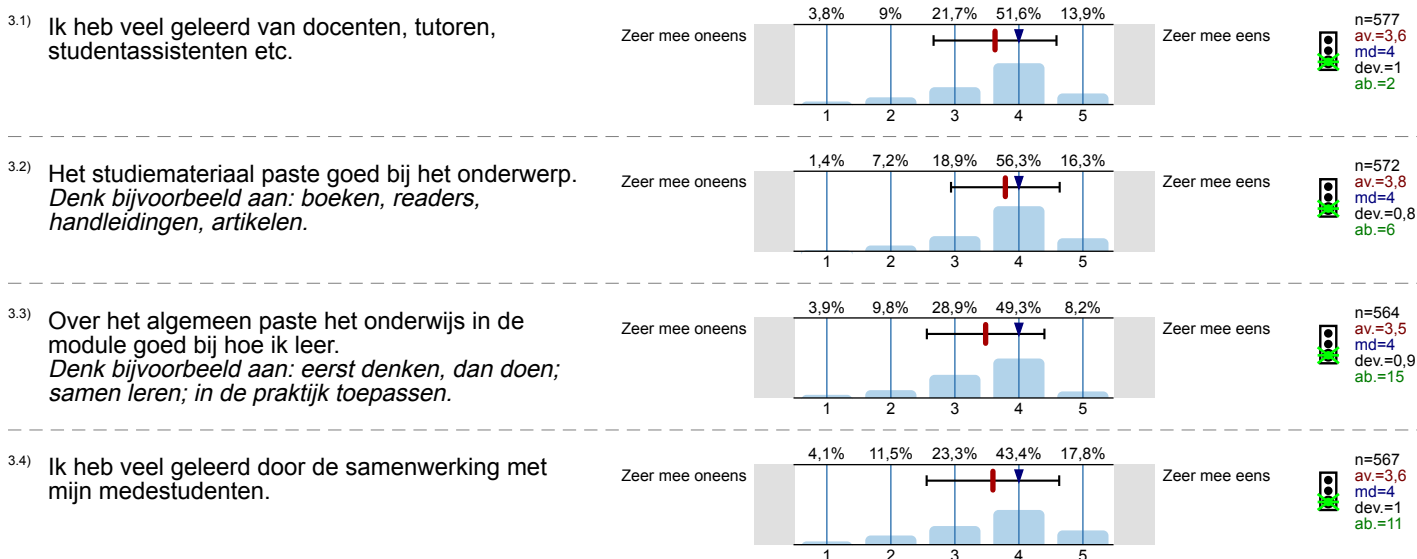 3.1) Ik heb veel geleerd van docenten, tutoren,
studentassistenten etc.
Zeer mee oneens
3,8% 9% 21,7% 51,6% 13,9%
1 2 3 4 5
Zeer mee eens
n=577
av.=3,6
md=4
dev.=1
ab.=2
3.2) Het studiemateriaal paste goed bij het onderwerp.
Denk bijvoorbeeld aan: boeken, readers,
handleidingen, artikelen.
Zeer mee oneens
1,4% 7,2% 18,9% 56,3% 16,3%
1 2 3 4 5
Zeer mee eens
n=572
av.=3,8
md=4
dev.=0,8
ab.=6
3.3) Over het algemeen paste het onderwijs in de
module goed bij hoe ik leer.
Denk bijvoorbeeld aan: eerst denken, dan doen;
samen leren; in de praktijk toepassen.
Zeer mee oneens
3,9% 9,8% 28,9% 49,3% 8,2%
1 2 3 4 5
Zeer mee eens
n=564
av.=3,5
md=4
dev.=0,9
ab.=15
3.4) Ik heb veel geleerd door de samenwerking met
mijn medestudenten.
Zeer mee oneens
4,1% 11,5% 23,3% 43,4% 17,8%
1 2 3 4 5
Zeer mee eens
n=567
av.=3,6
md=4
dev.=1
ab.=11